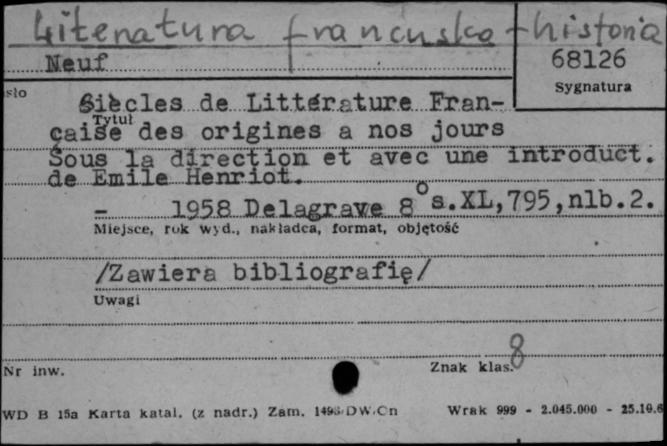 Literatura francuska - historia
Neuf
68126
Sygnatura
sło
Siècles de Littérature Fran-
Tytuł
çaise des origines a nos jours
Sous la direction et avec une introduct.
de Emile Henriot.
- 1958 Delagrave 8° s.XL,795,nlb.2.
Miejsce, rok wyd., nakładca, format, objętość
/Zawiera bibliografię/
Uwagi
Nr inw.
Znak klas. 8
WD B 15a Karta katal. (z nadr.) Zam. DW.Cn Wrak 999 - 2.045.000 - 25.10.6